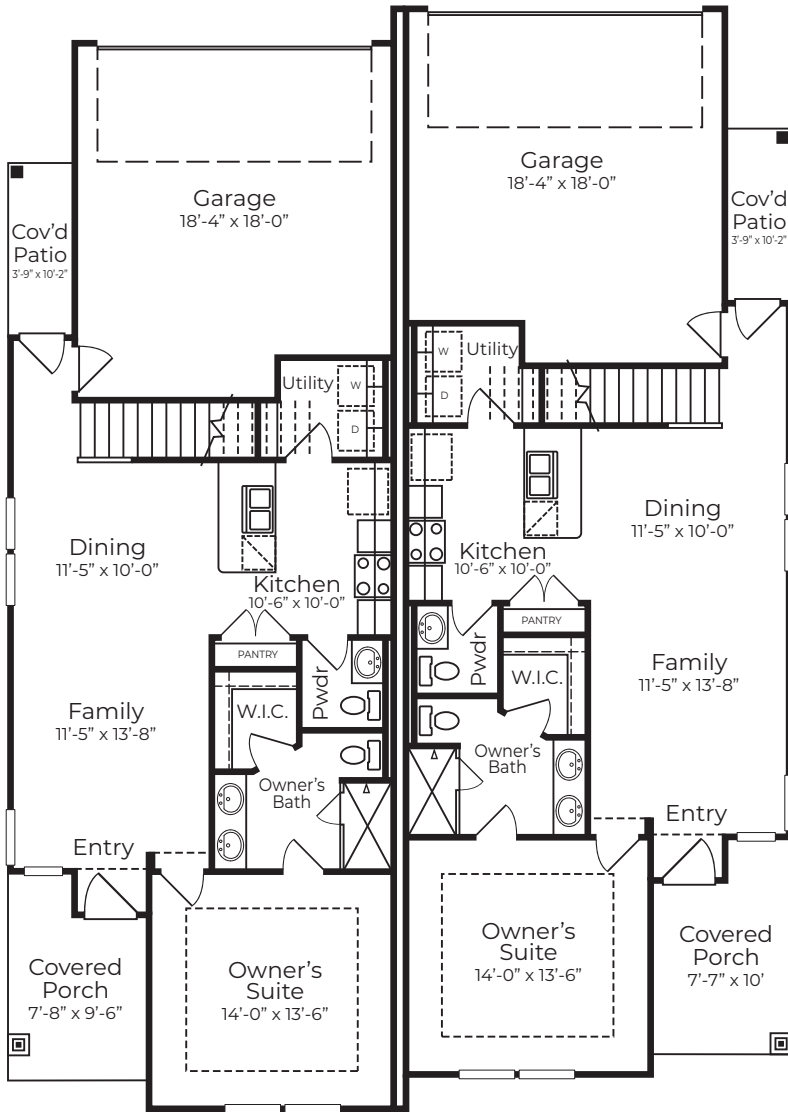 Garage
18'-4" x 18'-0"
Cov'd
Patio
3'-9" x 10'-2"
Utility
W
D
Dining
11'-5" x 10'-0"
Kitchen
10'-6" x 10'-0"
PANTRY
Pwdr
W.I.C.
Family
11'-5" x 13'-8"
Owner's
Bath
Entry
Covered
Porch
7'-8" x 9'-6"
Owner's
Suite
14'-0" x 13'-6"
Garage
18'-4" x 18'-0"
Cov'd
Patio
3'-9" x 10'-2"
W
Utility
D
Dining
11'-5" x 10'-0"
Kitchen
10'-6" x 10'-0"
PANTRY
Pwdr
W.I.C.
Family
11'-5" x 13'-8"
Owner's
Bath
Entry
Owner's
Suite
14'-0" x 13'-6"
Covered
Porch
7'-7" x 10'